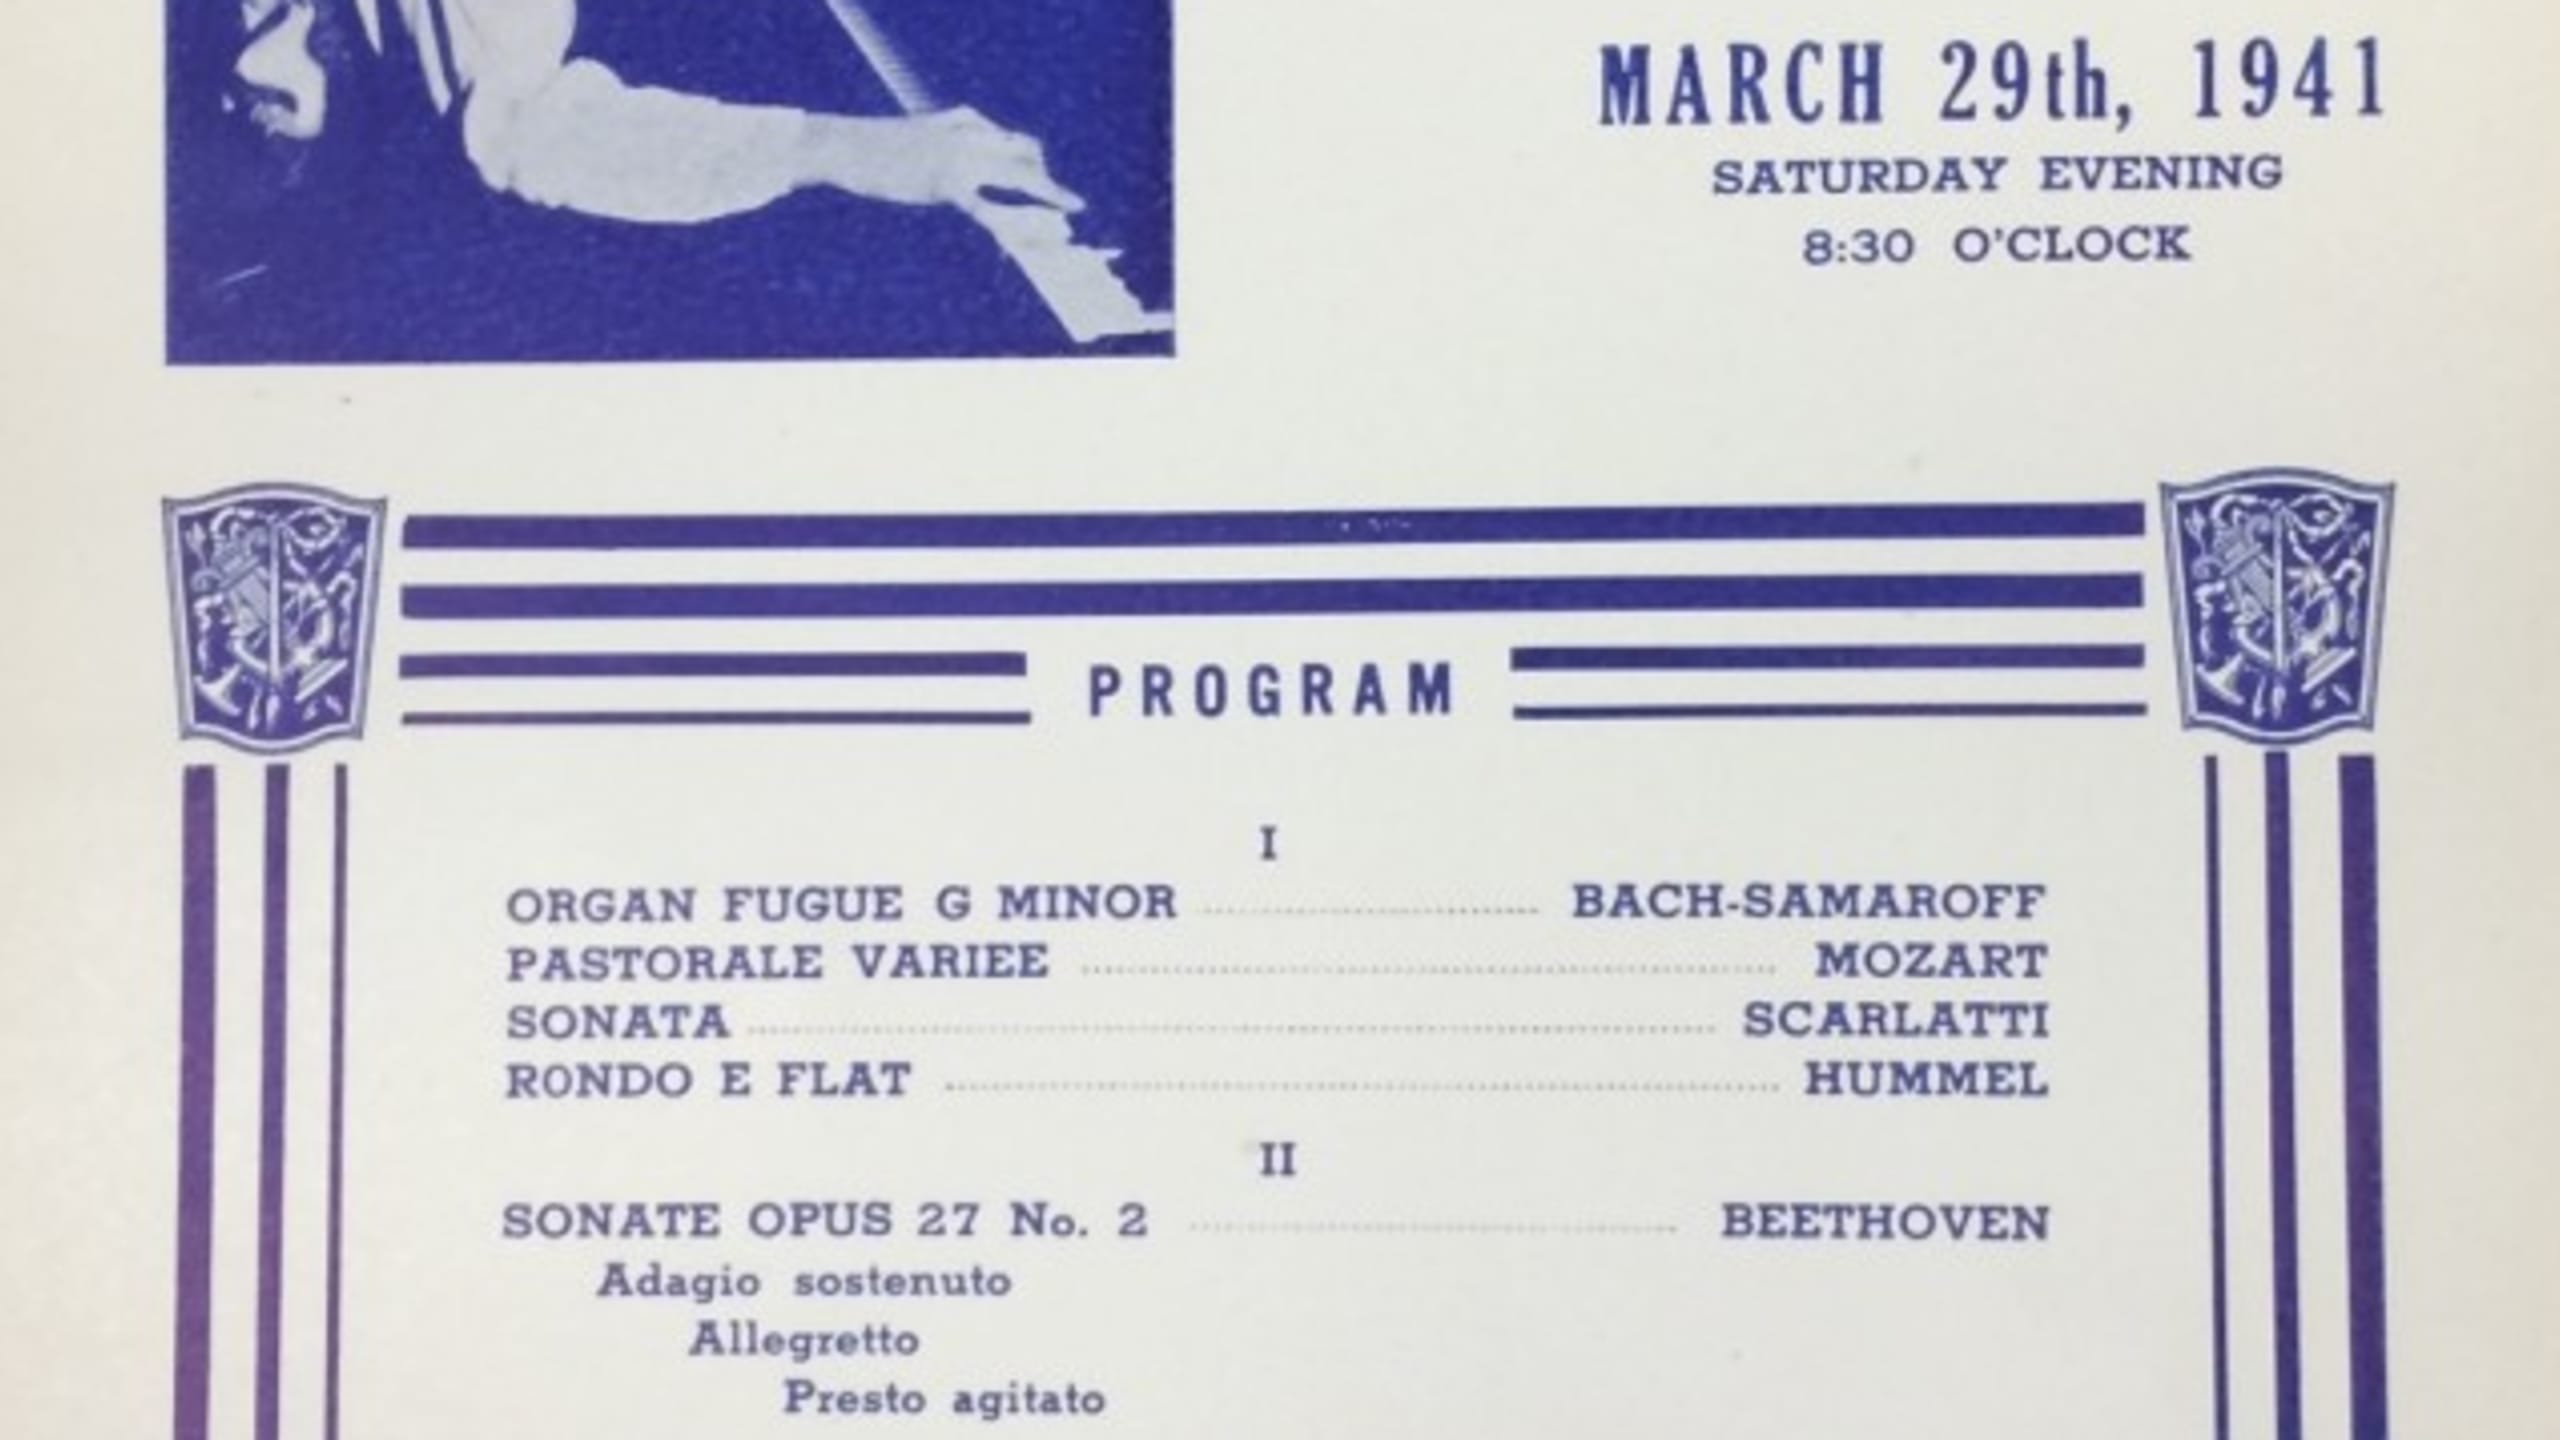 MARCH 29th, 1941
SATURDAY EVENING
8:30 O'CLOCK
PROGRAM
I
ORGAN FUGUE G MINOR BACH-SAMAROFF
PASTORALE VARIEE MOZART
SONATA SCARLATTI
RONDO E FLAT HUMMEL
II
SONATE OPUS 27 No. 2 BEETHOVEN
Adagio sostenuto
Allegretto
Presto agitato